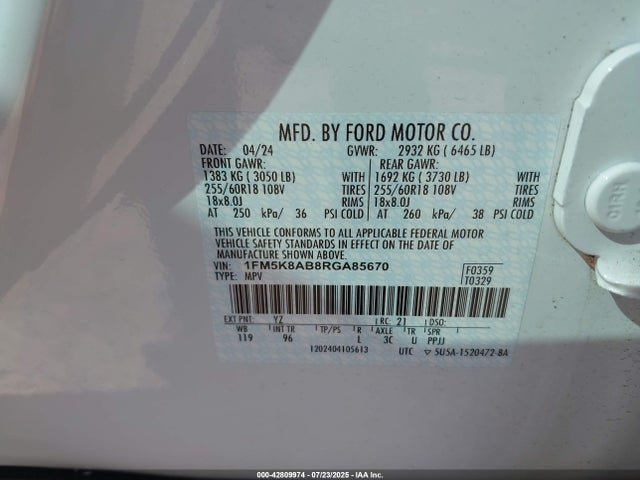 MFD. BY FORD MOTOR CO.
DATE: 04/24 GVWR: 2932 KG ( 6465 LB)
FRONT GAWR: REAR GAWR:
1383 KG ( 3050 LB) WITH 1692 KG ( 3730 LB) WITH
255/60R18 108V TIRES 255/60R18 108V TIRES
18x8.0J RIMS 18x8.0J RIMS
AT 250 kPa/ 36 PSI COLD AT 260 kPa/ 38 PSI COLD
THIS VEHICLE CONFORMS TO ALL APPLICABLE FEDERAL MOTOR
VEHICLE SAFETY STANDARDS IN EFFECT ON THE DATE OF
MANUFACTURE SHOWN ABOVE.
VIN: 1FM5K8AB8RGA85670 F0359
TYPE: MPV T0329
EXT PNT: YZ RC: 21 DSO:
WB INT TR TP/PS R AXLE TR SPR
119 96 L 3C U PPJJ
1202404105613 UTC ▽ 5U5A-1520472-BA
OHIO
000-42809974 | 07/23/2025 - IAA Inc.